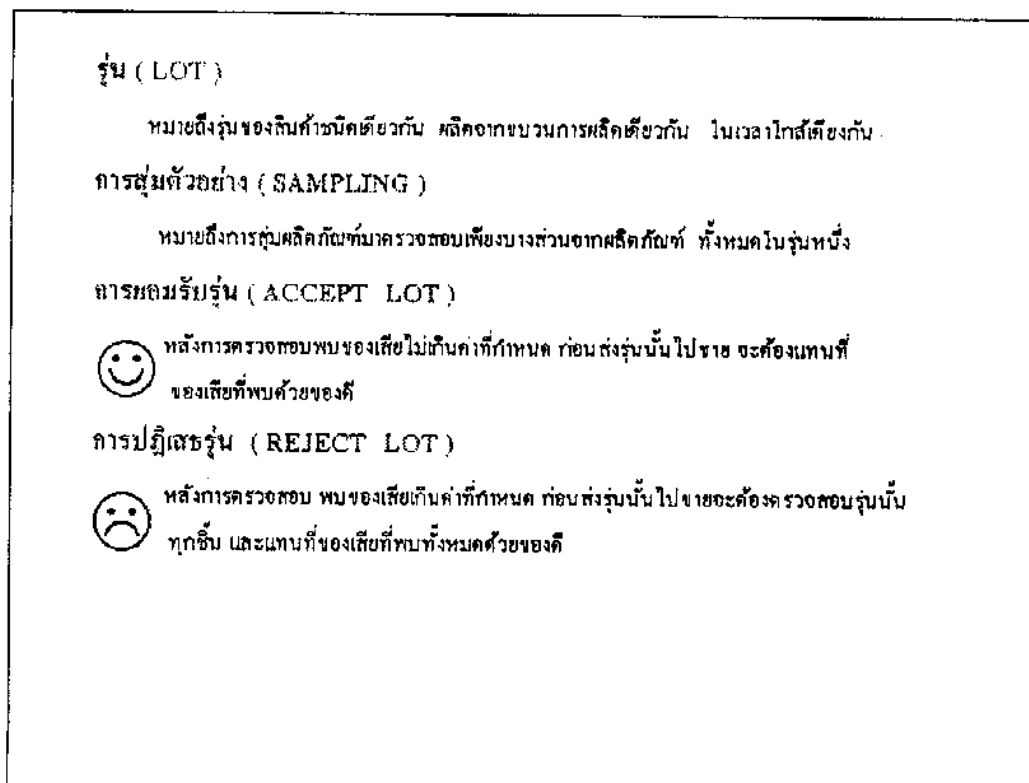 รุ่น ( LOT )
หมายถึงรุ่นของสินค้าชนิดเดียวกัน ผลิตจากขบวนการผลิตเดียวกัน ในเวลาใกล้เคียงกัน
การสุ่มตัวอย่าง ( SAMPLING )
หมายถึงการสุ่มผลิตภัณฑ์มาตรวจสอบเพียงบางส่วนจากผลิตภัณฑ์ ทั้งหมดในรุ่นหนึ่ง
การยอมรับรุ่น ( ACCEPT LOT )
หลังการตรวจสอบพบของเสียไม่เกินค่าที่กำหนด ก่อนส่งรุ่นนั้นไปขาย จะต้องแทนที่
ของเสียที่พบด้วยของดี
การปฏิเสธรุ่น ( REJECT LOT )
หลังการตรวจสอบ พบของเสียเกินค่าที่กำหนด ก่อนส่งรุ่นนั้นไปขายจะต้องตรวจสอบรุ่นนั้น
ทุกชิ้น และแทนที่ของเสียที่พบทั้งหมดด้วยของดี